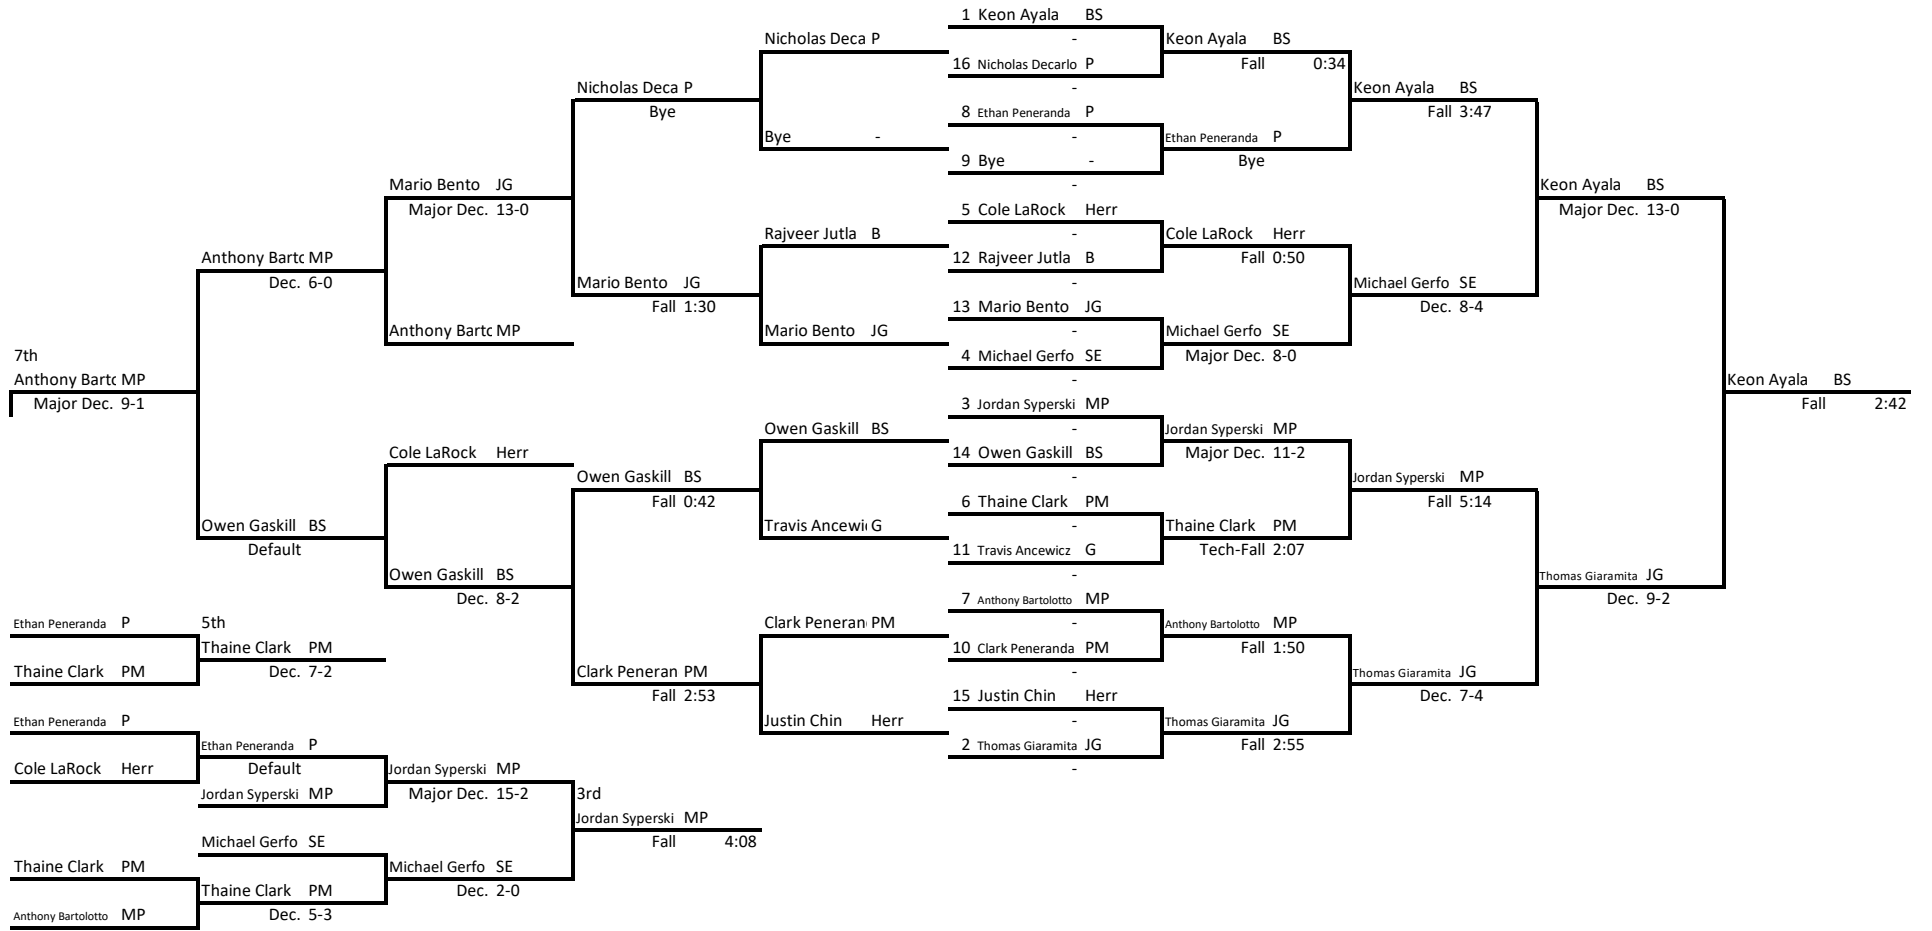 1 Keon Ayala BS
Nicholas Deca P - Keon Ayala BS
16 Nicholas Decarlo P Fall 0:34
Nicholas Deca P - Keon Ayala BS
Bye 8 Ethan Peneranda P Fall 3:47
Bye - - Ethan Peneranda P
9 Bye - Bye
Mario Bento JG - Keon Ayala BS
Major Dec. 13-0 5 Cole LaRock Herr Major Dec. 13-0
Rajveer Jutla B - Cole LaRock Herr
Anthony Bartc MP 12 Rajveer Jutla B Fall 0:50
Dec. 6-0 Mario Bento JG - Michael Gerfo SE
Fall 1:30 13 Mario Bento JG Dec. 8-4
Anthony Bartc MP Mario Bento JG - Michael Gerfo SE
7th 4 Michael Gerfo SE Major Dec. 8-0
Anthony Bartc MP - Keon Ayala BS
Major Dec. 9-1 3 Jordan Syperski MP Fall 2:42
Owen Gaskill BS - Jordan Syperski MP
Cole LaRock Herr 14 Owen Gaskill BS Major Dec. 11-2
Owen Gaskill BS - Jordan Syperski MP
Fall 0:42 6 Thaine Clark PM Fall 5:14
Owen Gaskill BS Travis Ancewi G - Thaine Clark PM
Default 11 Travis Ancewicz G Tech-Fall 2:07
Owen Gaskill BS - Thomas Giaramita JG
Dec. 8-2 7 Anthony Bartolotto MP Dec. 9-2
Ethan Peneranda P 5th Clark Peneran PM - Anthony Bartolotto MP
Thaine Clark PM 10 Clark Peneranda PM Fall 1:50
Thaine Clark PM Dec. 7-2 Clark Peneran PM - Thomas Giaramita JG
Fall 2:53 15 Justin Chin Herr Dec. 7-4
Ethan Peneranda P Justin Chin Herr - Thomas Giaramita JG
Ethan Peneranda P 2 Thomas Giaramita JG Fall 2:55
Cole LaRock Herr Default Jordan Syperski MP -
Jordan Syperski MP Major Dec. 15-2 3rd
Jordan Syperski MP
Michael Gerfo SE Fall 4:08
Thaine Clark PM Michael Gerfo SE
Thaine Clark PM Dec. 2-0
Anthony Bartolotto MP Dec. 5-3